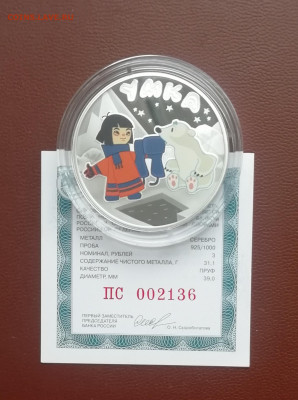 УМКА
МЕТАЛЛ СЕРЕБРО
ПРОБА 925/1000
НОМИНАЛ, РУБЛЕЙ 3
СОДЕРЖАНИЕ ЧИСТОГО МЕТАЛЛА, Г 31,1
КАЧЕСТВО ПРУФ
ДИАМЕТР, ММ 39,0
ПС 002136
ПЕРВЫЙ ЗАМЕСТИТЕЛЬ
ПРЕДСЕДАТЕЛЯ
БАНКА РОССИИ